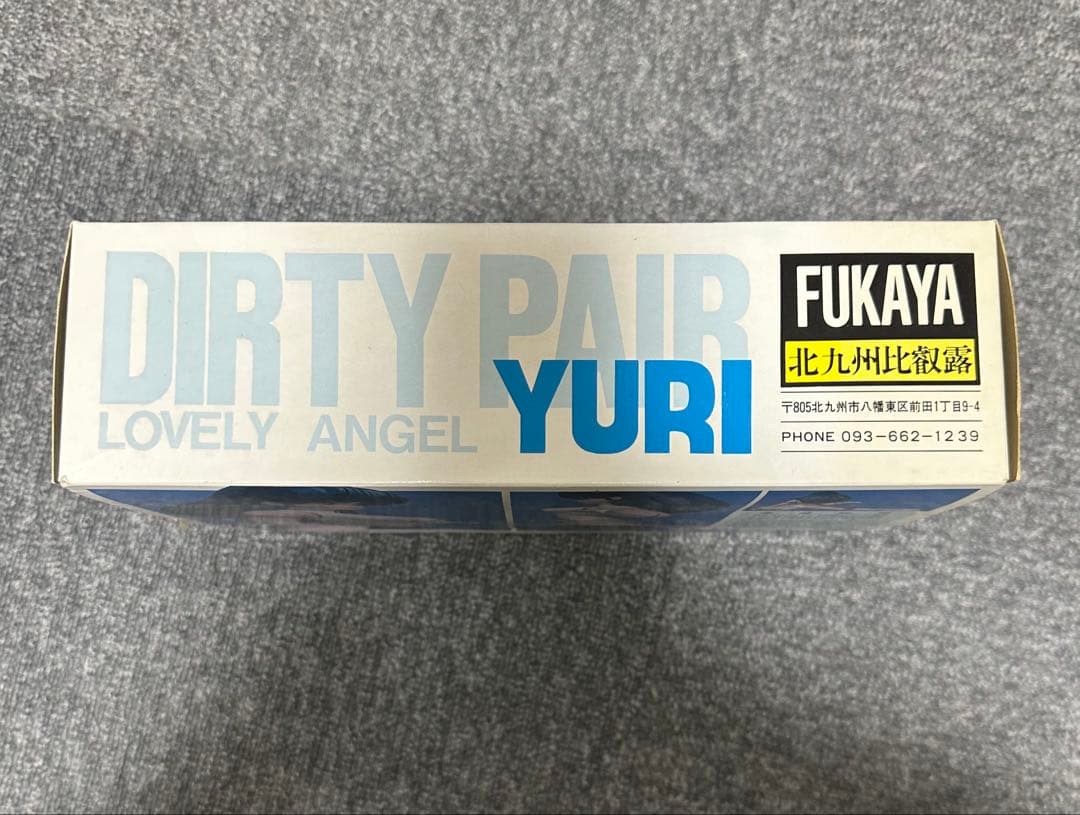 DIRTY PAIR
LOVELY ANGEL
YURI
FUKAYA
北九州比叡露
〒805北九州市八幡東区前田1丁目9-4
PHONE 093-662-1239